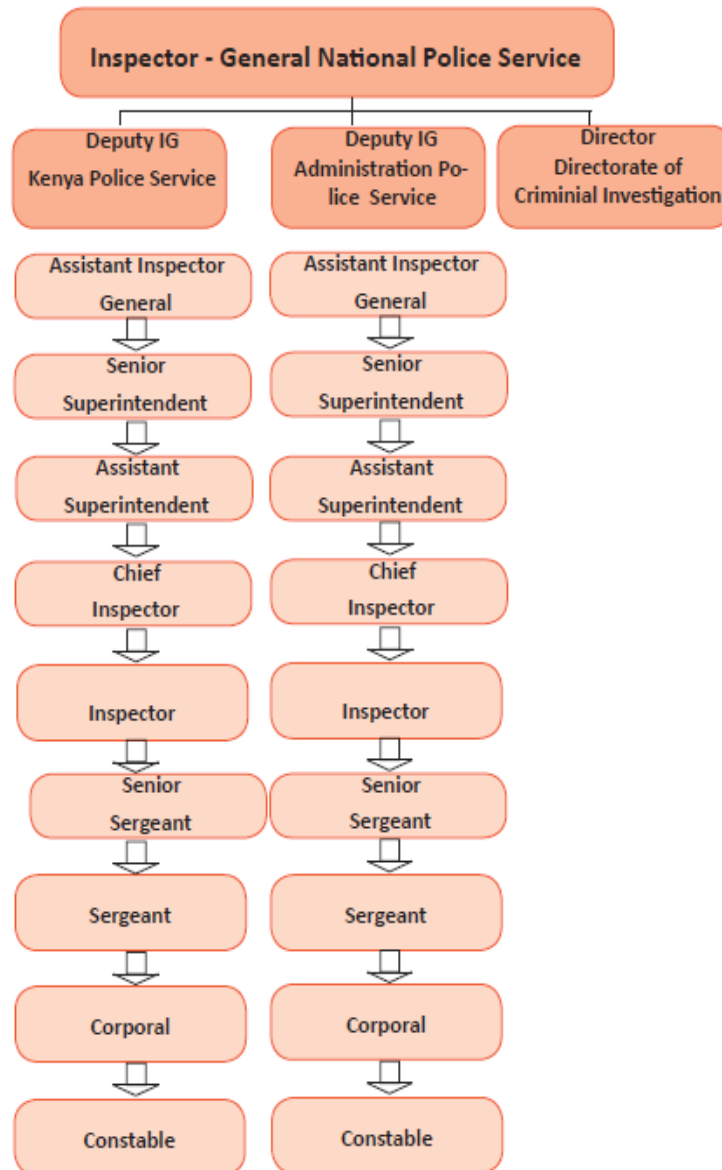 Inspector - General National Police Service
Deputy IG
Kenya Police Service
Deputy IG
Administration Po-
lice Service
Director
Directorate of
Criminial Investigation
Assistant Inspector
General
Senior
Superintendent
Assistant
Superintendent
Chief
Inspector
Inspector
Senior
Sergeant
Sergeant
Corporal
Constable
Assistant Inspector
General
Senior
Superintendent
Assistant
Superintendent
Chief
Inspector
Inspector
Senior
Sergeant
Sergeant
Corporal
Constable